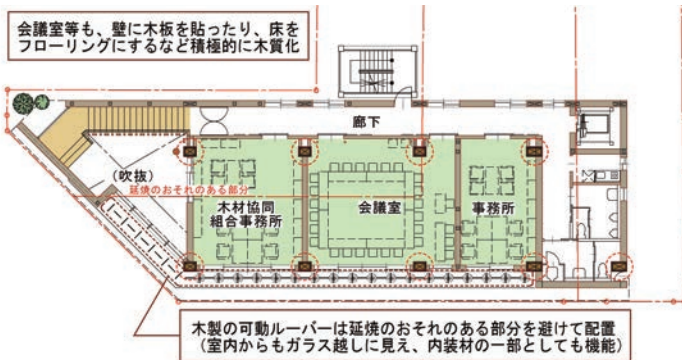 会議室等も、壁に木板を貼ったり、床を
フローリングにするなど積極的に木質化
廊下
(吹抜)
延焼のおそれのある部分
木材協同
組合事務所
会議室
事務所
木製の可動ルーバーは延焼のおそれのある部分を避けて配置
(室内からもガラス越しに見え、内装材の一部としても機能)